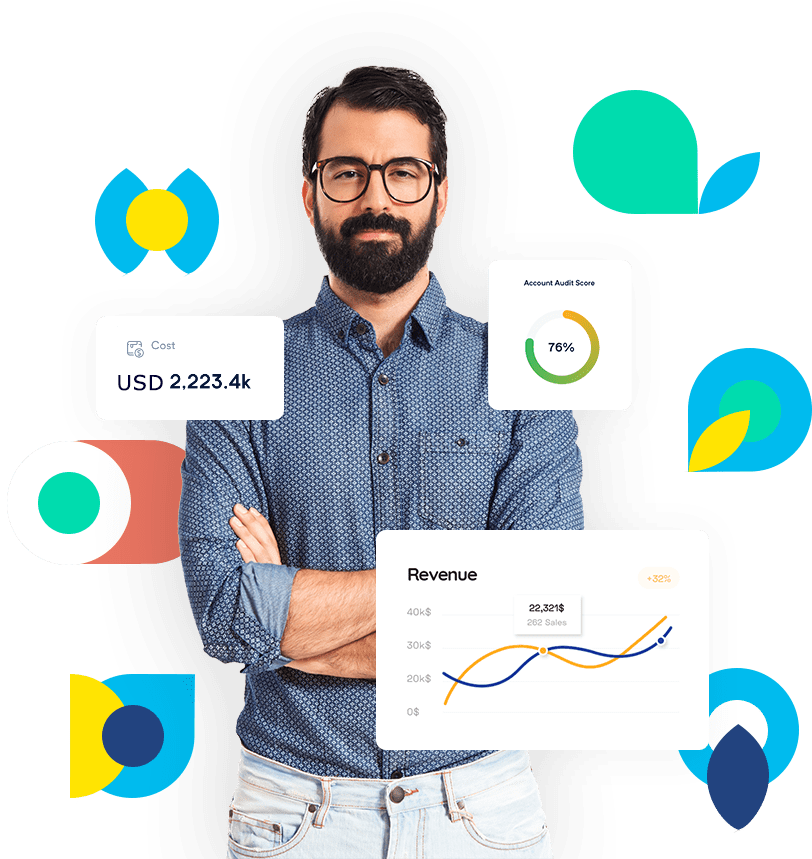 Account Audit Score
76%
Cost
USD 2,223.4k
Revenue
+32%
22,321$
262 Sales
40k$
30k$
20k$
0$